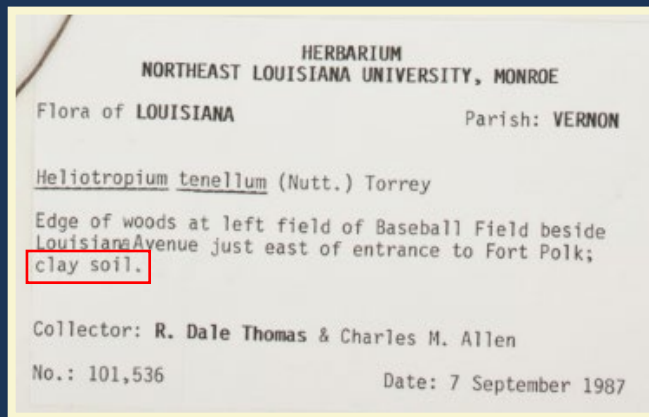 HERBARIUM
NORTHEAST LOUISIANA UNIVERSITY, MONROE
Flora of LOUISIANA Parish: VERNON
Heliotropium tenellum (Nutt.) Torrey
Edge of woods at left field of Baseball Field beside
Louisiana Avenue just east of entrance to Fort Polk;
clay soil.
Collector: R. Dale Thomas & Charles M. Allen
No.: 101,536 Date: 7 September 1987